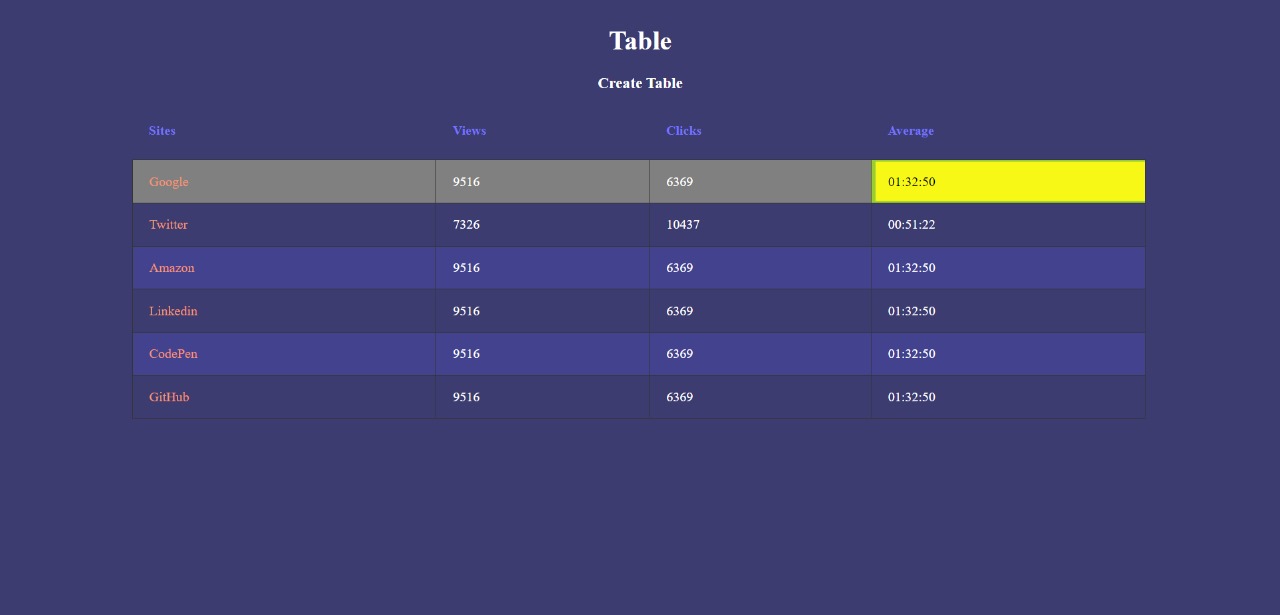 Table
Create Table
Sites Views Clicks Average
Google 9516 6369 01:32:50
Twitter 7326 10437 00:51:22
Amazon 9516 6369 01:32:50
Linkedin 9516 6369 01:32:50
CodePen 9516 6369 01:32:50
GitHub 9516 6369 01:32:50